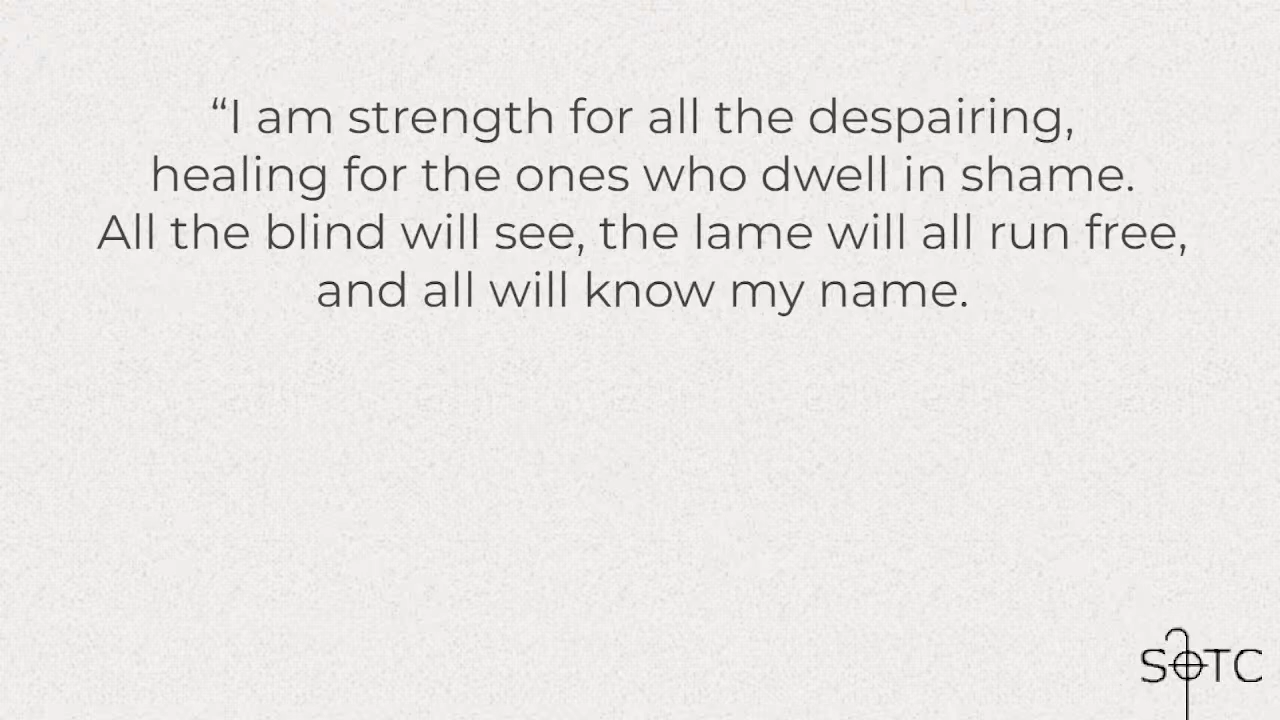 “I am strength for all the despairing,
healing for the ones who dwell in shame.
All the blind will see, the lame will all run free,
and all will know my name.
SOTC